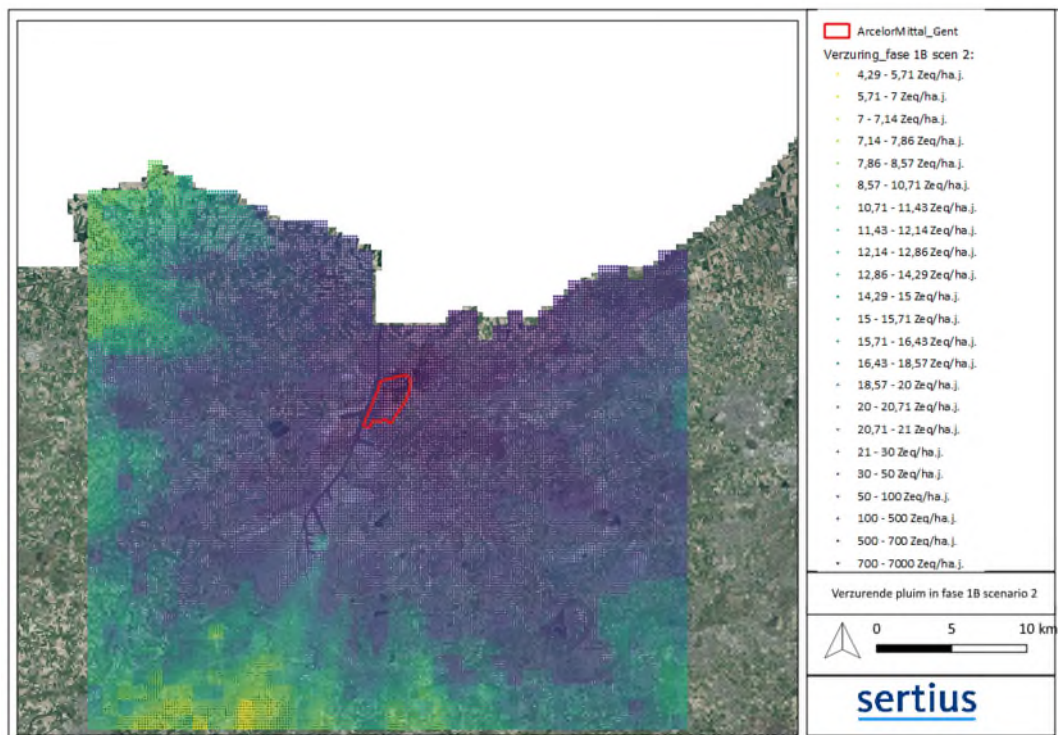 ArcelorMittal_Gent
Verzuring_fase 1B scen 2:
4,29 - 5,71 Zeq/ha.j.
5,71 - 7 Zeq/ha.j.
7 - 7,14 Zeq/ha.j.
7,14 - 7,86 Zeq/ha.j.
7,86 - 8,57 Zeq/ha.j.
8,57 - 10,71 Zeq/ha.j.
10,71 - 11,43 Zeq/ha.j.
11,43 - 12,14 Zeq/ha.j.
12,14 - 12,86 Zeq/ha.j.
12,86 - 14,29 Zeq/ha.j.
14,29 - 15 Zeq/ha.j.
15 - 15,71 Zeq/ha.j.
15,71 - 16,43 Zeq/ha.j.
16,43 - 18,57 Zeq/ha.j.
18,57 - 20 Zeq/ha.j.
20 - 20,71 Zeq/ha.j.
20,71 - 21 Zeq/ha.j.
21 - 30 Zeq/ha.j.
30 - 50 Zeq/ha.j.
50 - 100 Zeq/ha.j.
100 - 500 Zeq/ha.j.
500 - 700 Zeq/ha.j.
700 - 7000 Zeq/ha.j.
Verzurende pluim in fase 1B scenario 2
0 5 10 km
sertius